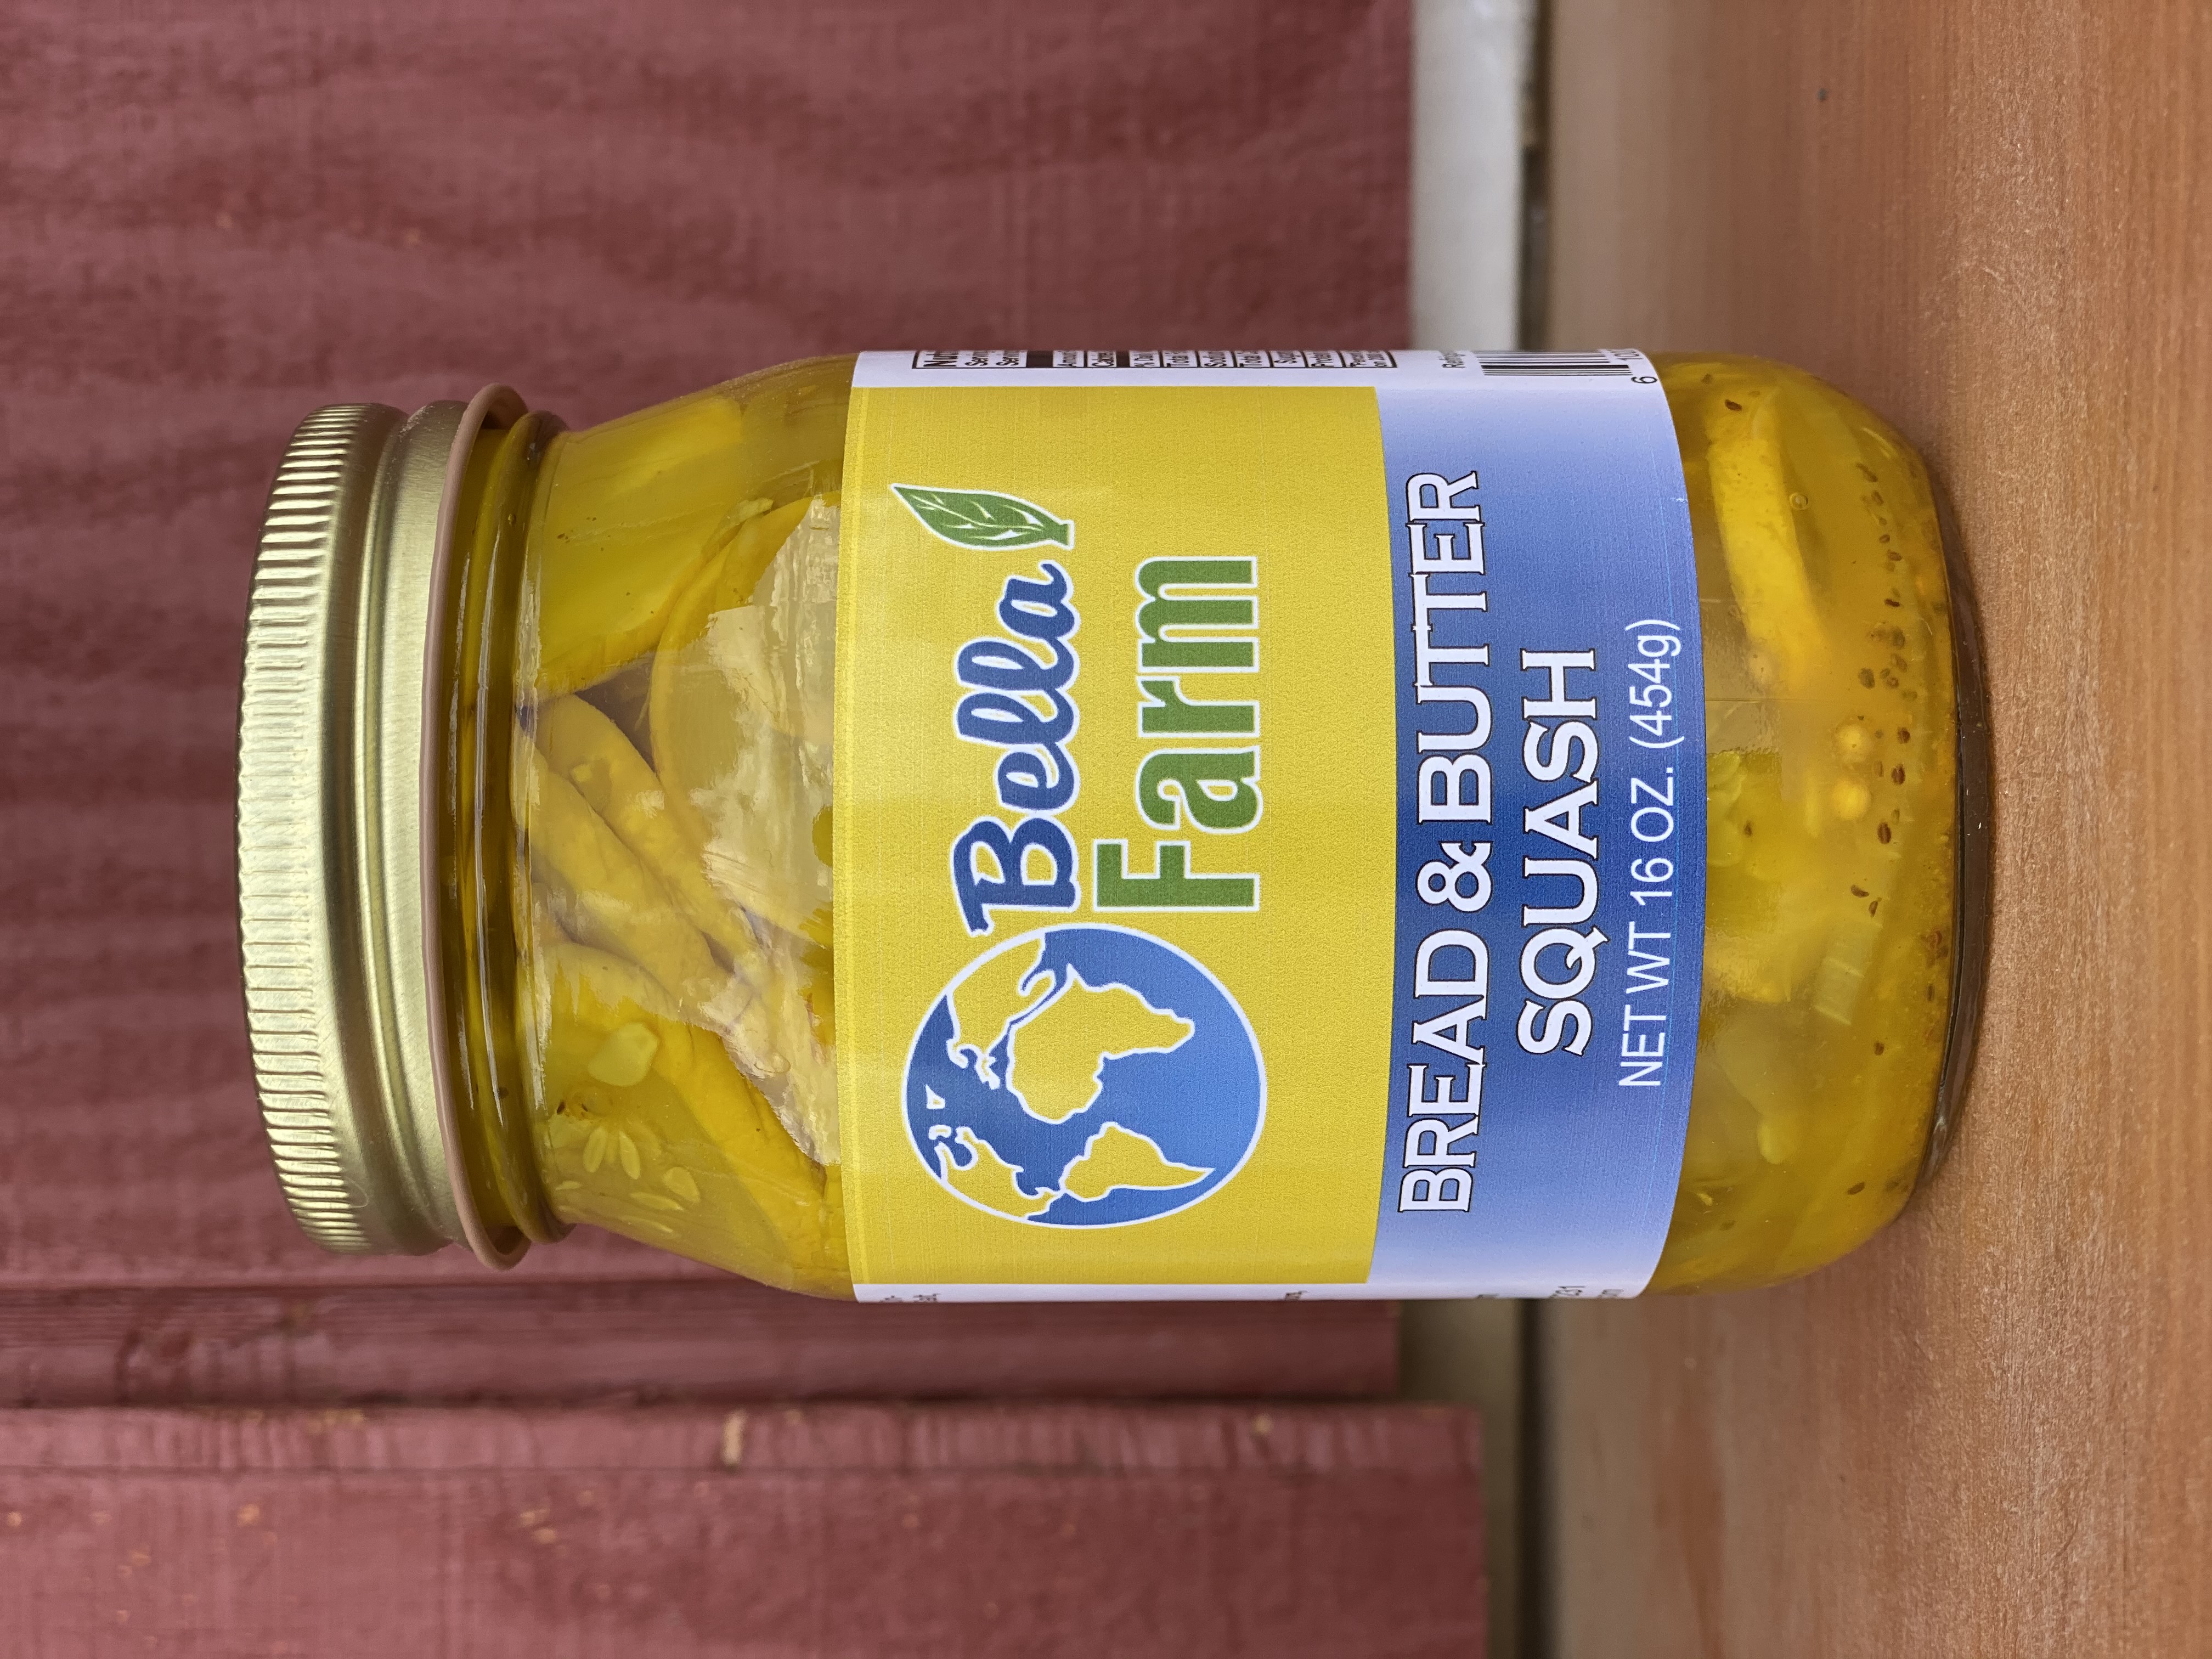 Bella
Farm
BREAD & BUTTER
SQUASH
NET WT 16 OZ. (454g)